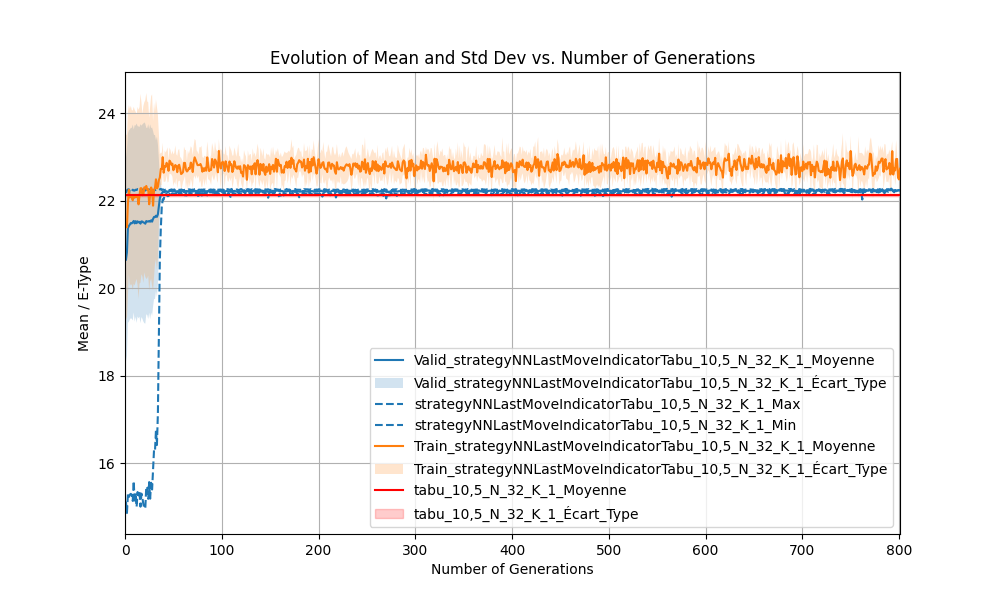 Evolution of Mean and Std Dev vs. Number of Generations
24
22
20
18
16
Mean / E-Type
Valid_strategyNNLastMoveIndicatorTabu_10,5_N_32_K_1_Moyenne
Valid_strategyNNLastMoveIndicatorTabu_10,5_N_32_K_1_Écart_Type
strategyNNLastMoveIndicatorTabu_10,5_N_32_K_1_Max
strategyNNLastMoveIndicatorTabu_10,5_N_32_K_1_Min
Train_strategyNNLastMoveIndicatorTabu_10,5_N_32_K_1_Moyenne
Train_strategyNNLastMoveIndicatorTabu_10,5_N_32_K_1_Écart_Type
tabu_10,5_N_32_K_1_Moyenne
tabu_10,5_N_32_K_1_Écart_Type
0 100 200 300 400 500 600 700 800
Number of Generations